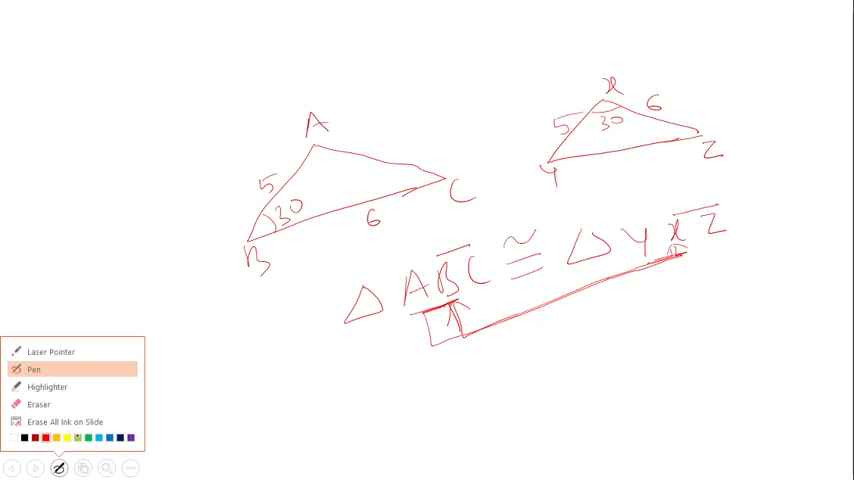 x
6
5
30
Y
Z
A
5
30
B
6
C
△ ABC ≅ △ YxZ
Laser Pointer
Pen
Highlighter
Eraser
Erase All Ink on Slide